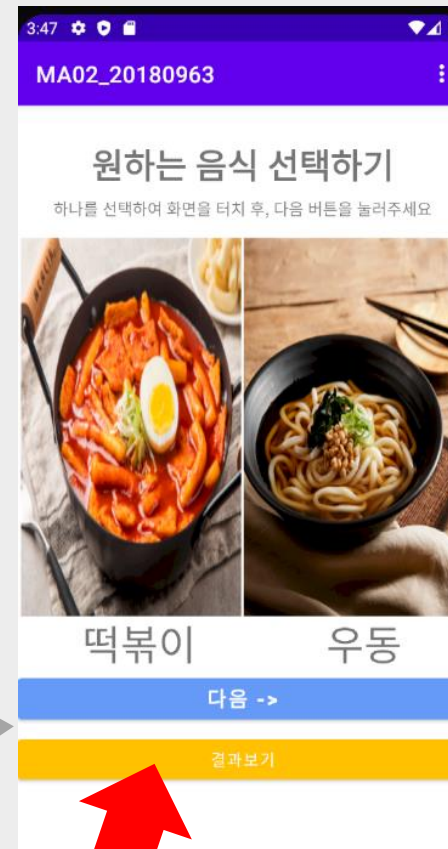 3:47
MA02_20180963
원하는 음식 선택하기
하나를 선택하여 화면을 터치 후, 다음 버튼을 눌러주세요
떡볶이 우동
다음 ->
결과보기